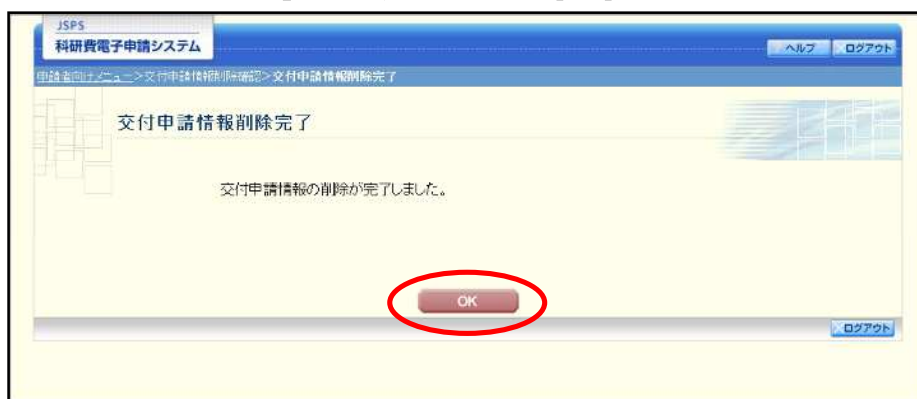 JSPS
科研費電子申請システム
ヘルプ
ログアウト
申請者向けメニュー>交付申請情報削除確認>交付申請情報削除完了
交付申請情報削除完了
交付申請情報の削除が完了しました。
OK
ログアウト